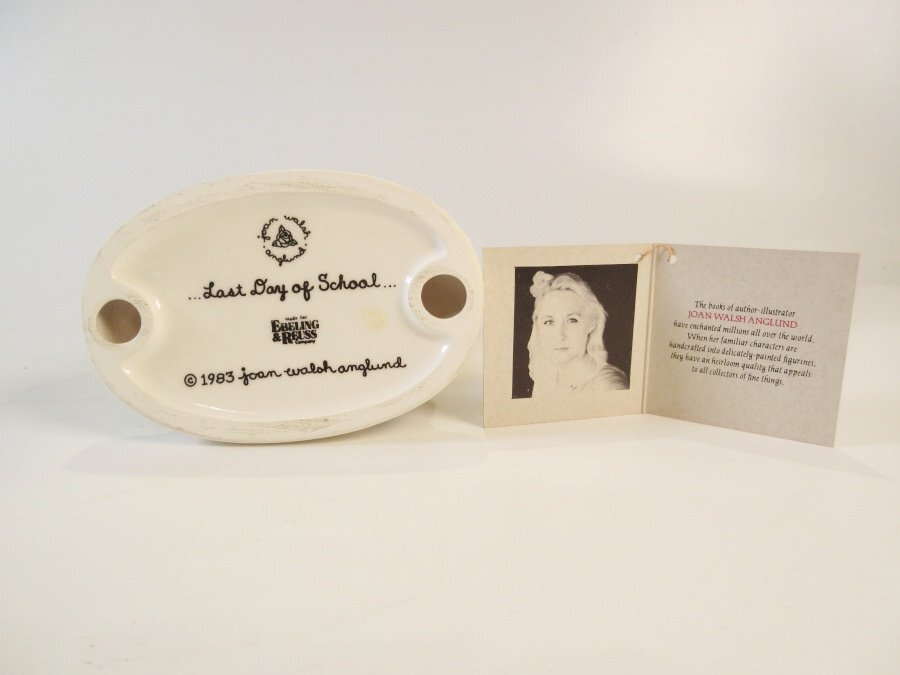 joan walsh
anglund
...Last Day of School...
made for
EBELING
& REUSS
Company
© 1983 joan walsh anglund
The books of author-illustrator
JOAN WALSH ANGLUND
have enchanted millions all over the world.
When her familiar characters are
handcrafted into delicately-painted figurines,
they have an heirloom quality that appeals
to all collectors of fine things.